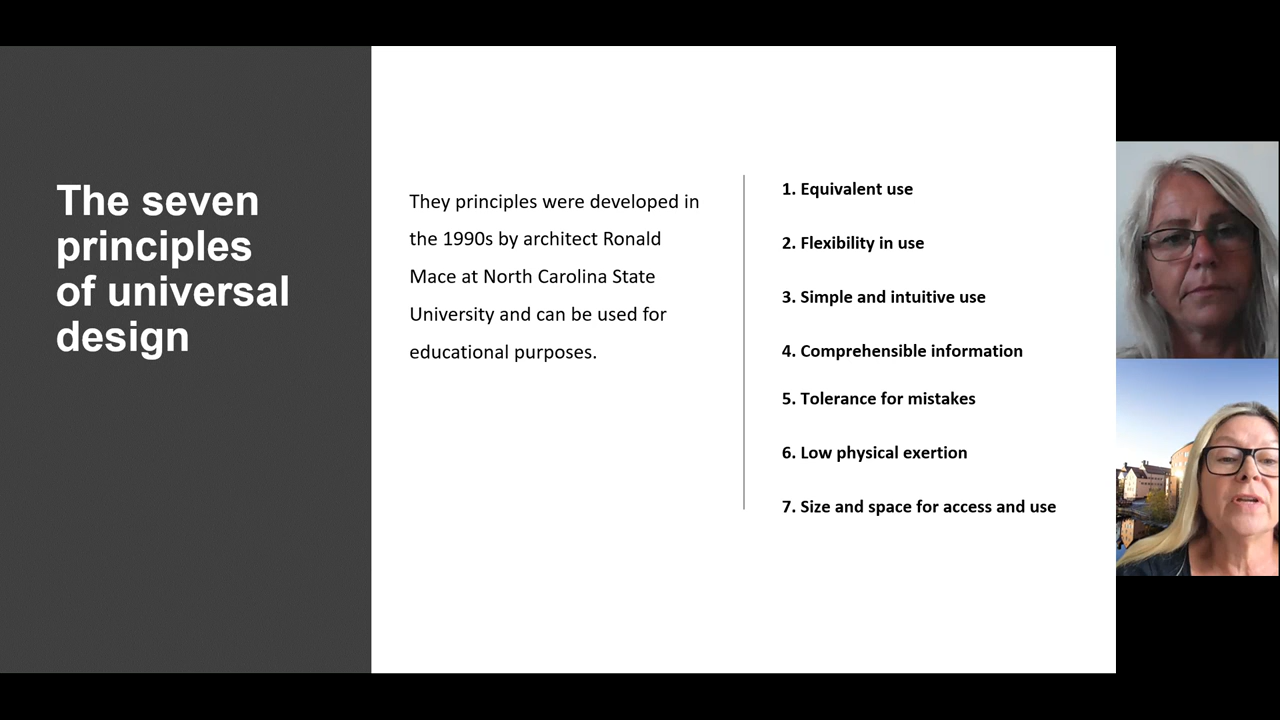 The seven
principles
of universal
design
They principles were developed in
the 1990s by architect Ronald
Mace at North Carolina State
University and can be used for
educational purposes.
1. Equivalent use
2. Flexibility in use
3. Simple and intuitive use
4. Comprehensible information
5. Tolerance for mistakes
6. Low physical exertion
7. Size and space for access and use